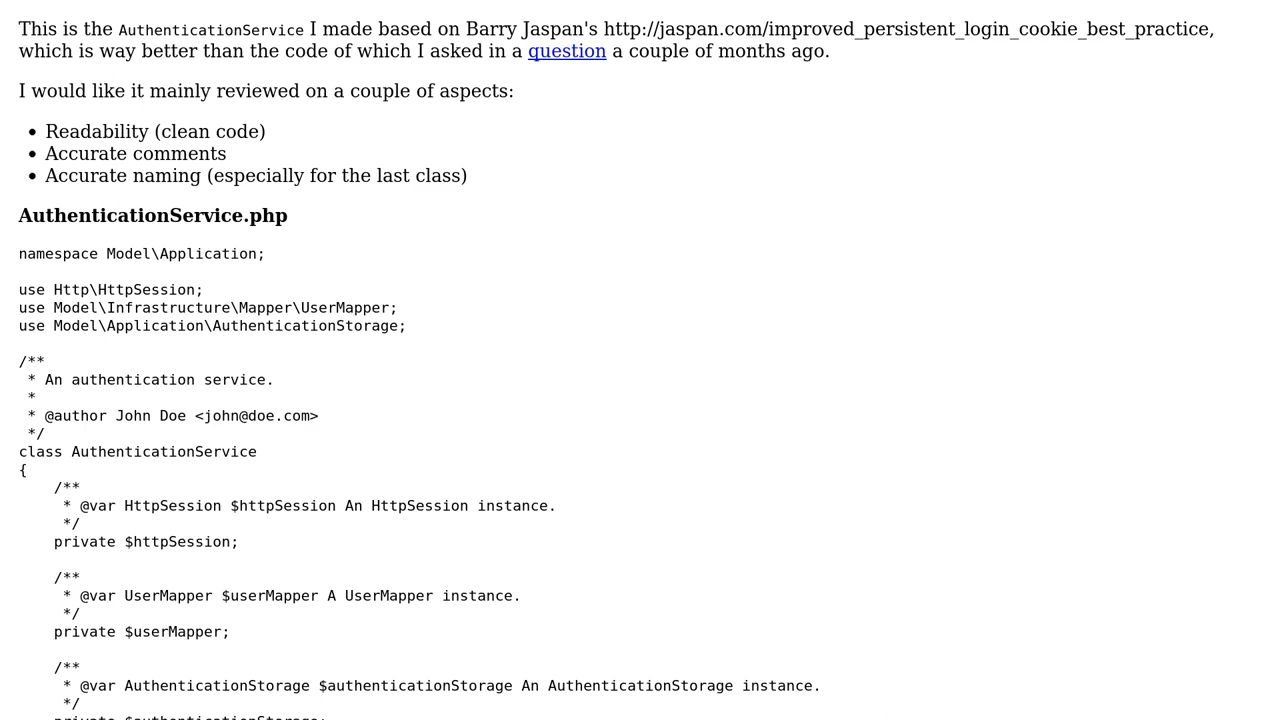 This is the AuthenticationService I made based on Barry Jaspan's http://jaspan.com/improved_persistent_login_cookie_best_practice,
which is way better than the code of which I asked in a question a couple of months ago.
I would like it mainly reviewed on a couple of aspects:
• Readability (clean code)
• Accurate comments
• Accurate naming (especially for the last class)
AuthenticationService.php
namespace Model\Application;
use Http\HttpSession;
use Model\Infrastructure\Mapper\UserMapper;
use Model\Application\AuthenticationStorage;
/**
 * An authentication service.
 *
 * @author John Doe <john@doe.com>
 */
class AuthenticationService
{
    /**
     * @var HttpSession $httpSession An HttpSession instance.
     */
    private $httpSession;
    /**
     * @var UserMapper $userMapper A UserMapper instance.
     */
    private $userMapper;
    /**
     * @var AuthenticationStorage $authenticationStorage An AuthenticationStorage instance.
     */
    private $authenticationStorage;